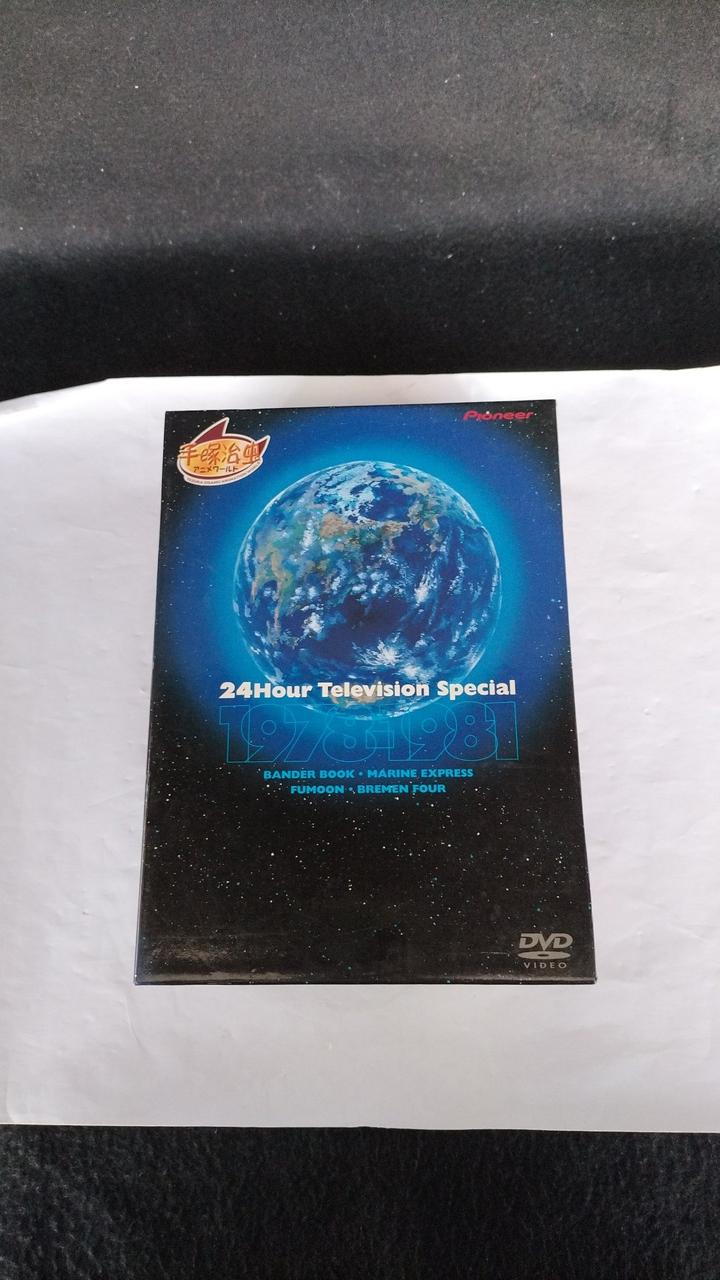 Pioneer
手塚治虫
アニメワールド
24Hour Television Special
1978-1981
BANDER BOOK • MARINE EXPRESS
FUMOON • BREMEN FOUR
DVD
VIDEO